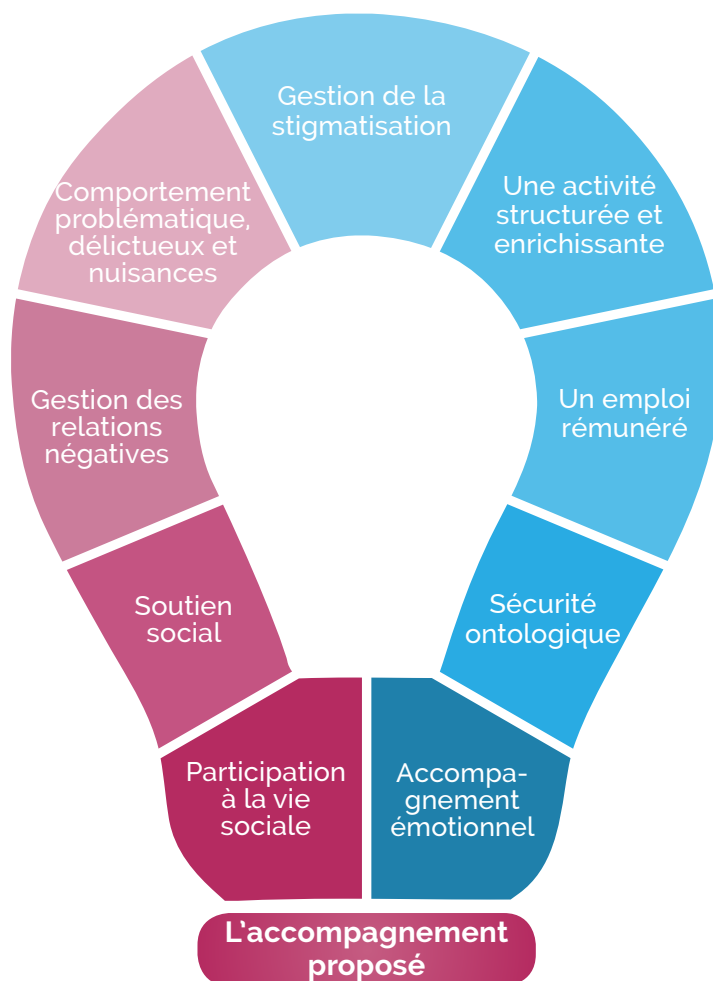 Gestion de la
stigmatisation
Une activité
structurée et
enrichissante
Comportement
problématique,
délictueux et
nuisances
Gestion des
relations
négatives
Un emploi
rémunéré
Soutien
social
Sécurité
ontologique
Participation
à la vie
sociale
Accompa-
gnement
émotionnel
L'accompagnement
proposé